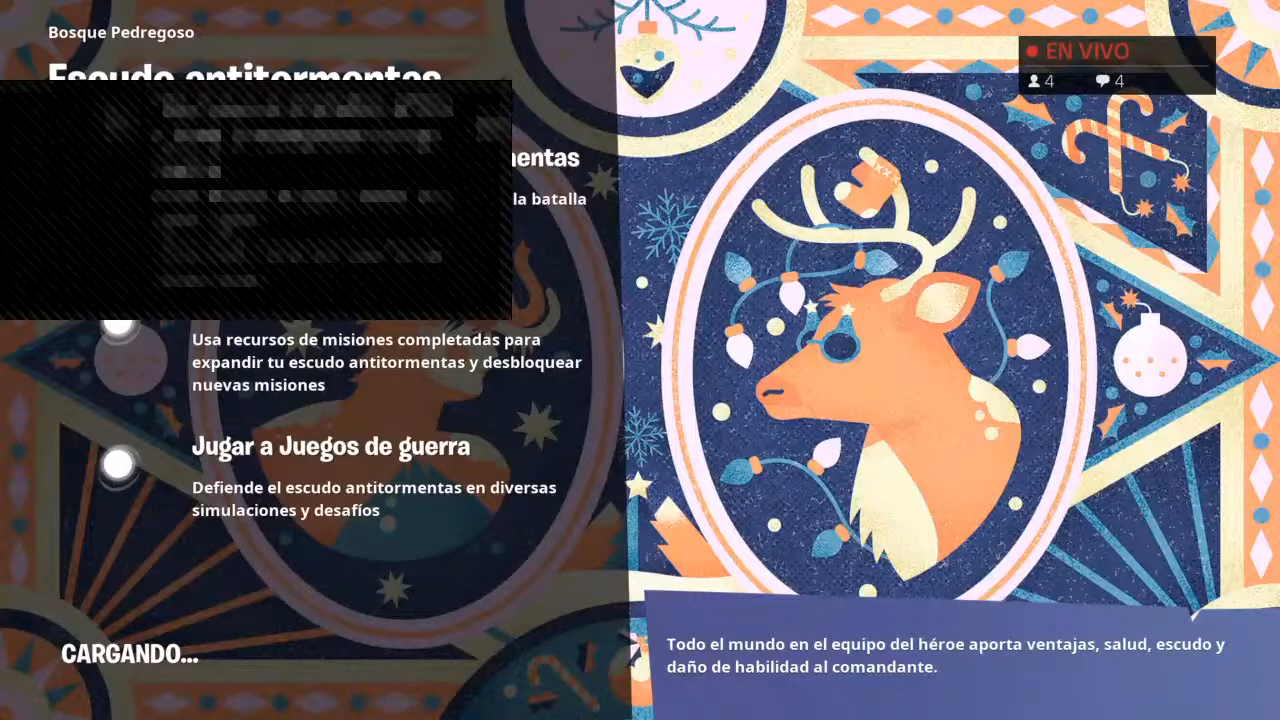 Bosque Pedregoso
Escudo antitormentas
EN VIVO
4 4
mentas
la batalla
Usa recursos de misiones completadas para
expandir tu escudo antitormentas y desbloquear
nuevas misiones
Jugar a Juegos de guerra
Defiende el escudo antitormentas en diversas
simulaciones y desafíos
CARGANDO...
Todo el mundo en el equipo del héroe aporta ventajas, salud, escudo y
daño de habilidad al comandante.